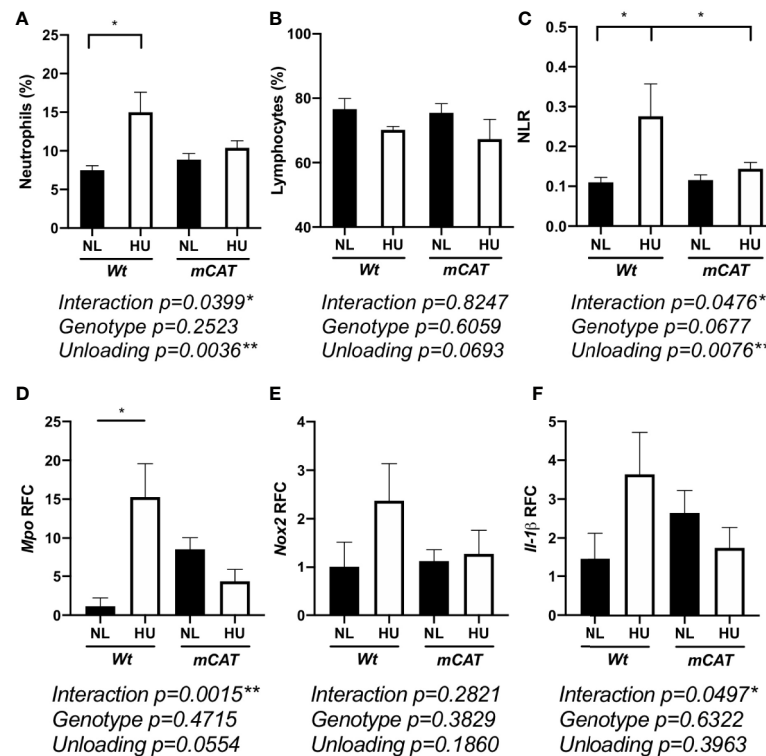 A
*
Neutrophils (%)
25
20
15
10
5
0
NL HU NL HU
Wt mCAT
Interaction p=0.0399*
Genotype p=0.2523
Unloading p=0.0036**
B
Lymphocytes (%)
100
80
60
40
NL HU NL HU
Wt mCAT
Interaction p=0.8247
Genotype p=0.6059
Unloading p=0.0693
C
* *
NLR
0.5
0.4
0.3
0.2
0.1
0.0
NL HU NL HU
Wt mCAT
Interaction p=0.0476*
Genotype p=0.0677
Unloading p=0.0076**
D
*
Mpo RFC
25
20
15
10
5
0
NL HU NL HU
Wt mCAT
Interaction p=0.0015**
Genotype p=0.4715
Unloading p=0.0554
E
Nox2 RFC
4
3
2
1
0
NL HU NL HU
Wt mCAT
Interaction p=0.2821
Genotype p=0.3829
Unloading p=0.1860
F
Il-1β RFC
5
4
3
2
1
0
NL HU NL HU
Wt mCAT
Interaction p=0.0497*
Genotype p=0.6322
Unloading p=0.3963